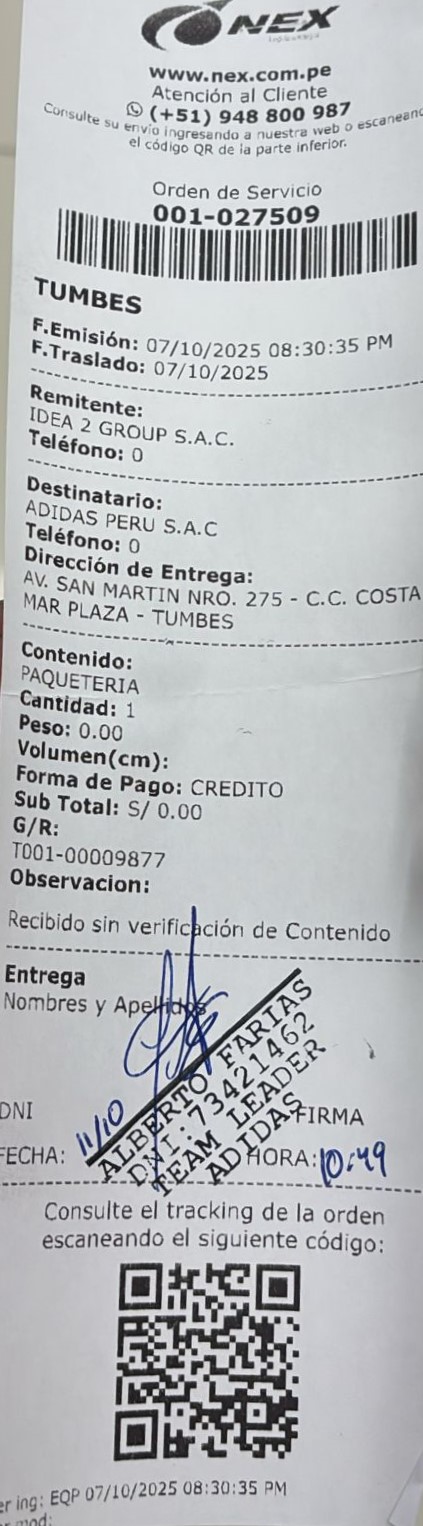 NEX
www.nex.com.pe
Atención al Cliente
(+51) 948 800 987
Consulte su envío ingresando a nuestra web o escaneand
el código QR de la parte inferior.
Orden de Servicio
001-027509
TUMBES
F.Emisión: 07/10/2025 08:30:35 PM
F.Traslado: 07/10/2025
Remitente:
IDEA 2 GROUP S.A.C.
Teléfono: 0
Destinatario:
ADIDAS PERU S.A.C
Teléfono: 0
Dirección de Entrega:
AV. SAN MARTIN NRO. 275 - C.C. COSTA
MAR PLAZA - TUMBES
Contenido:
PAQUETERIA
Cantidad: 1
Peso: 0.00
Volumen(cm):
Forma de Pago: CREDITO
Sub Total: S/ 0.00
G/R:
T001-00009877
Observacion:
Recibido sin verificación de Contenido
Entrega
Nombres y Apellidos
ALBERTO FARIAS
DNI:73421462
TEAM LEADER
ADIDAS
DNI
FIRMA
FECHA: 11/10
HORA: 10:49
Consulte el tracking de la orden
escaneando el siguiente código:
er ing: EQP 07/10/2025 08:30:35 PM